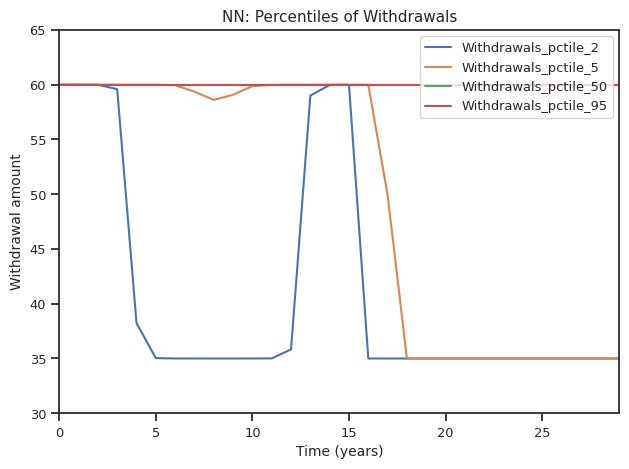 NN: Percentiles of Withdrawals
65
60
55
50
45
40
35
30
Withdrawal amount
Withdrawals_pctile_2
Withdrawals_pctile_5
Withdrawals_pctile_50
Withdrawals_pctile_95
0 5 10 15 20 25
Time (years)